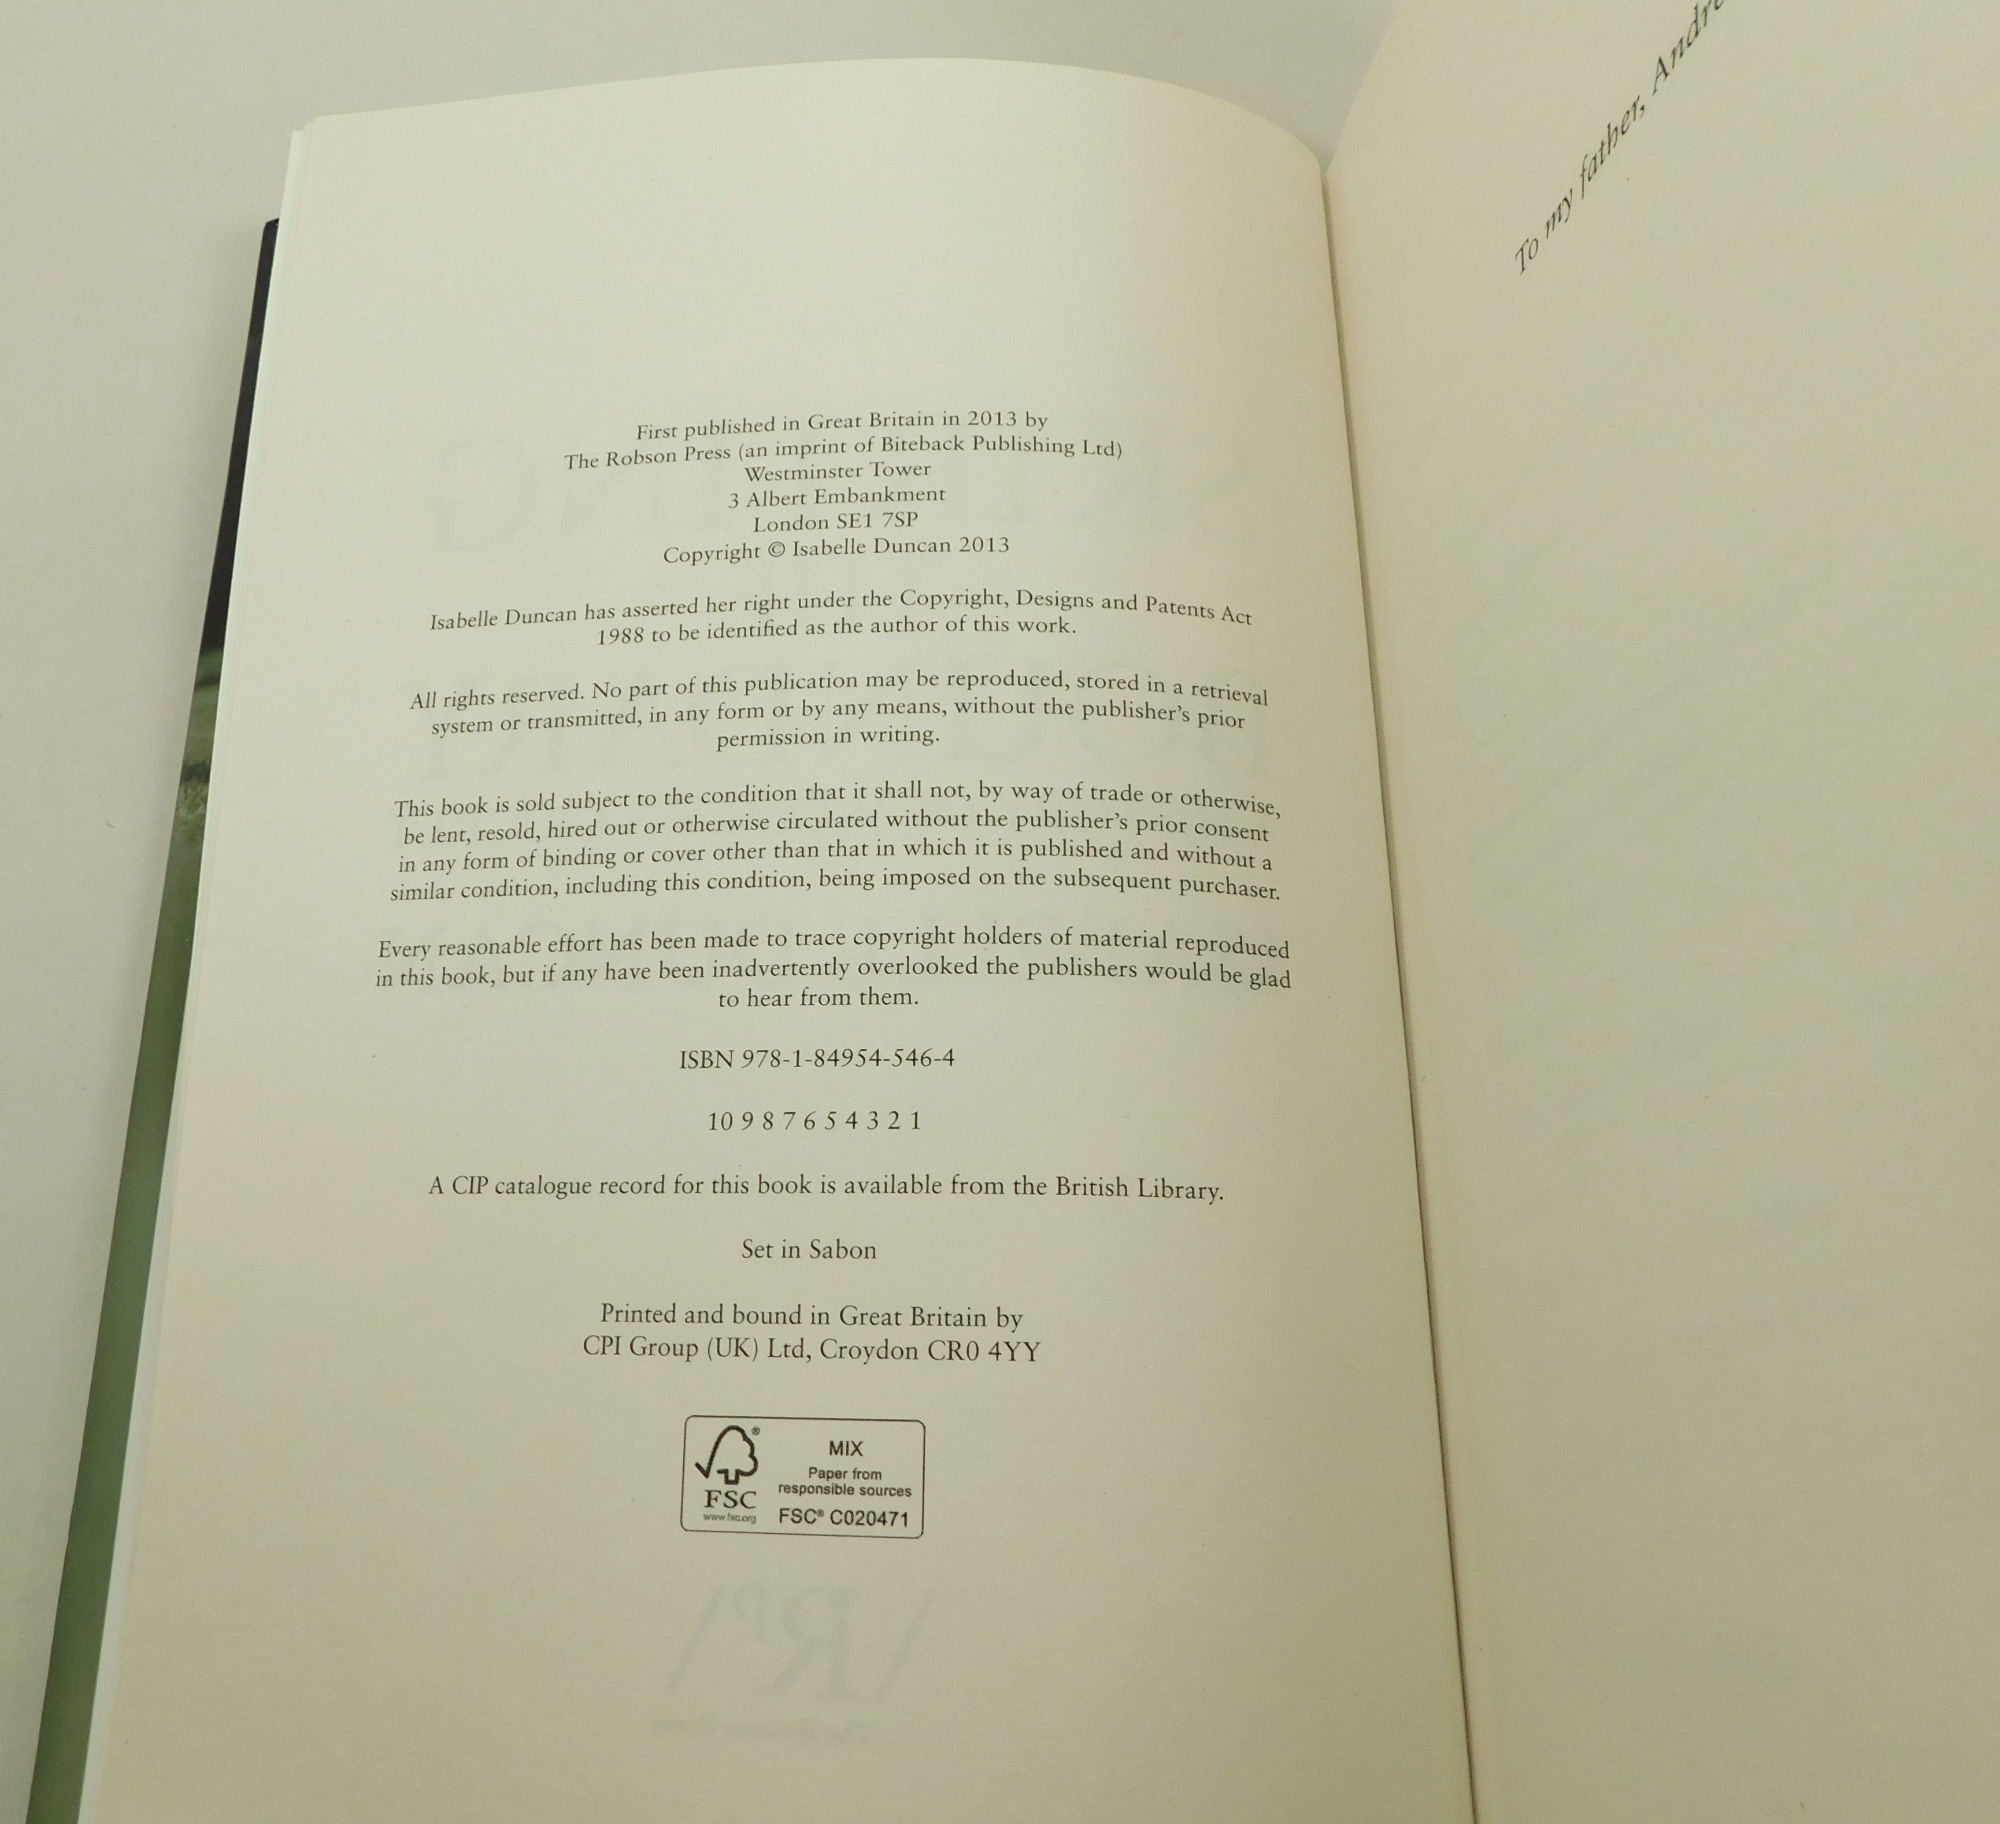 First published in Great Britain in 2013 by
The Robson Press (an imprint of Biteback Publishing Ltd)
Westminster Tower
3 Albert Embankment
London SE1 7SP
Copyright © Isabelle Duncan 2013
Isabelle Duncan has asserted her right under the Copyright, Designs and Patents Act
1988 to be identified as the author of this work.
All rights reserved. No part of this publication may be reproduced, stored in a retrieval
system or transmitted, in any form or by any means, without the publisher's prior
permission in writing.
This book is sold subject to the condition that it shall not, by way of trade or otherwise,
be lent, resold, hired out or otherwise circulated without the publisher's prior consent
in any form of binding or cover other than that in which it is published and without a
similar condition, including this condition, being imposed on the subsequent purchaser.
Every reasonable effort has been made to trace copyright holders of material reproduced
in this book, but if any have been inadvertently overlooked the publishers would be glad
to hear from them.
ISBN 978-1-84954-546-4
10 9 8 7 6 5 4 3 2 1
A CIP catalogue record for this book is available from the British Library.
Set in Sabon
Printed and bound in Great Britain by
CPI Group (UK) Ltd, Croydon CR0 4YY
FSC
www.fsc.org
MIX
Paper from
responsible sources
FSC® C020471
To my father,